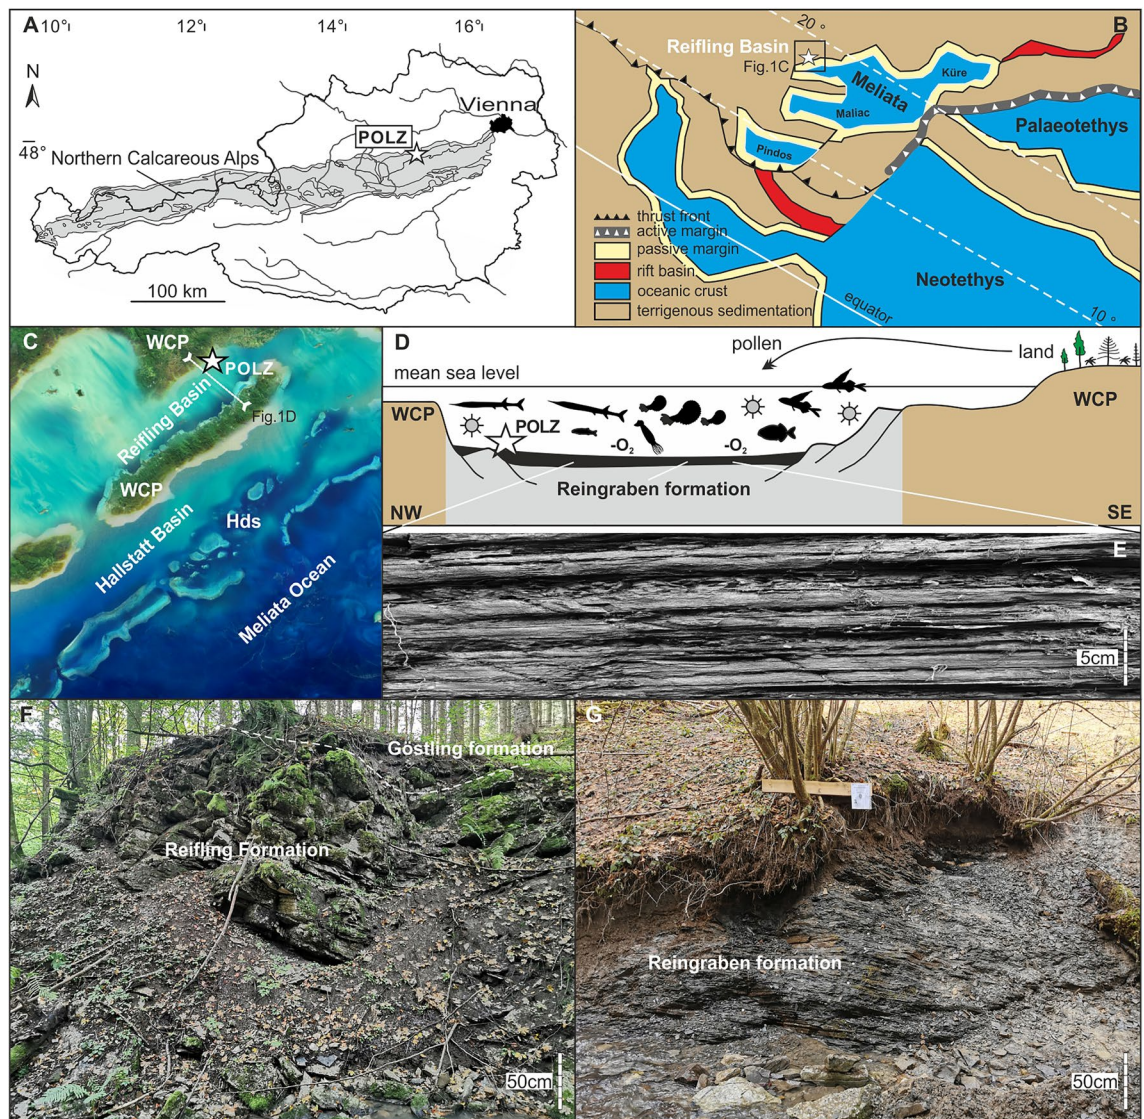 A
10°
12°
14°
16°
N
48°
Vienna
POLZ
Northern Calcareous Alps
100 km
B
20°
Reifling Basin
Fig.1C
Küre
Meliata
Maliac
Palaeotethys
Pindos
thrust front
active margin
passive margin
rift basin
oceanic crust
terrigenous sedimentation
Neotethys
equator
10°
C
WCP
POLZ
Reifling Basin
Fig.1D
WCP
Hallstatt Basin
Hds
Meliata Ocean
D
pollen
land
mean sea level
WCP
WCP
POLZ
-O₂
-O₂
Reingraben formation
NW
SE
E
5cm
F
Göstling formation
Reifling Formation
50cm
G
Reingraben formation
50cm